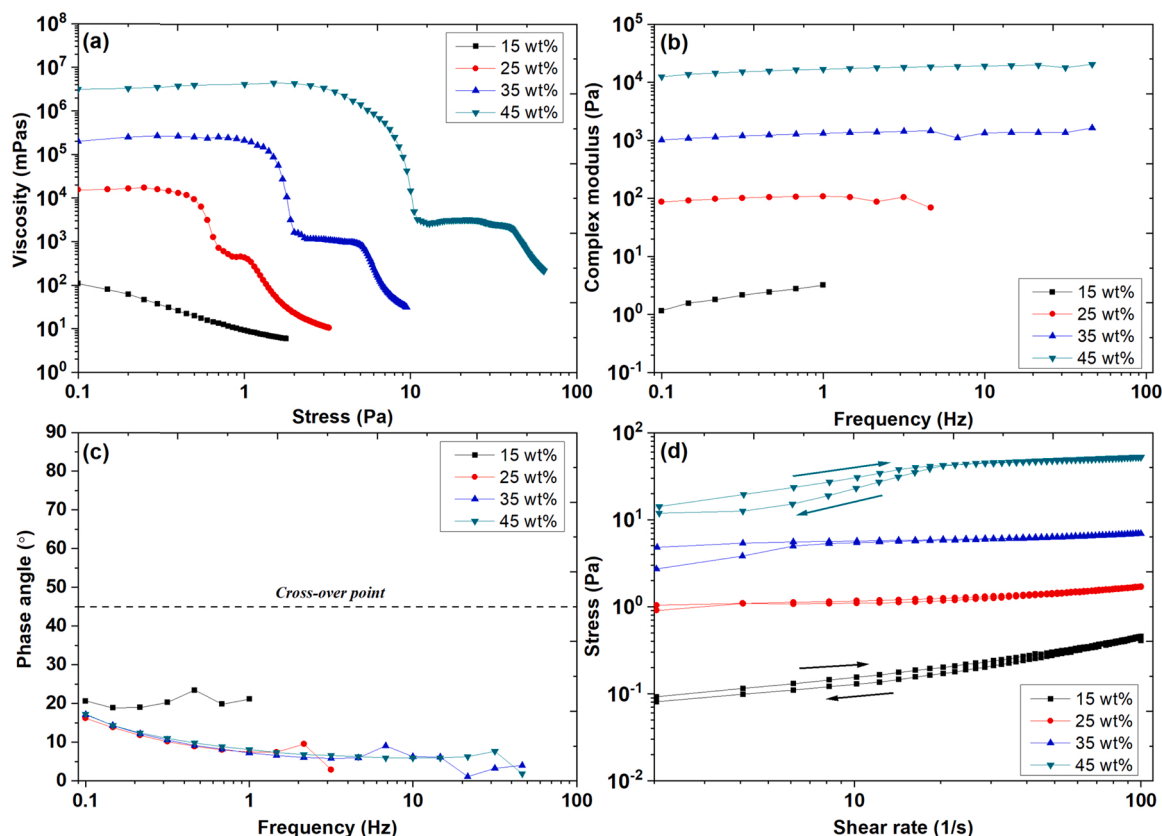 (a)
15 wt%
25 wt%
35 wt%
45 wt%
Viscosity (mPas)
10⁸
10⁷
10⁶
10⁵
10⁴
10³
10²
10¹
10⁰
0.1 1 10 100
Stress (Pa)
(b)
Complex modulus (Pa)
10⁵
10⁴
10³
10²
10¹
10⁰
10⁻¹
15 wt%
25 wt%
35 wt%
45 wt%
0.1 1 10 100
Frequency (Hz)
(c)
15 wt%
25 wt%
35 wt%
45 wt%
Phase angle (°)
90
80
70
60
50
40
30
20
10
0
Cross-over point
0.1 1 10 100
Frequency (Hz)
(d)
Stress (Pa)
10²
10¹
10⁰
10⁻¹
10⁻²
15 wt%
25 wt%
35 wt%
45 wt%
10 100
Shear rate (1/s)